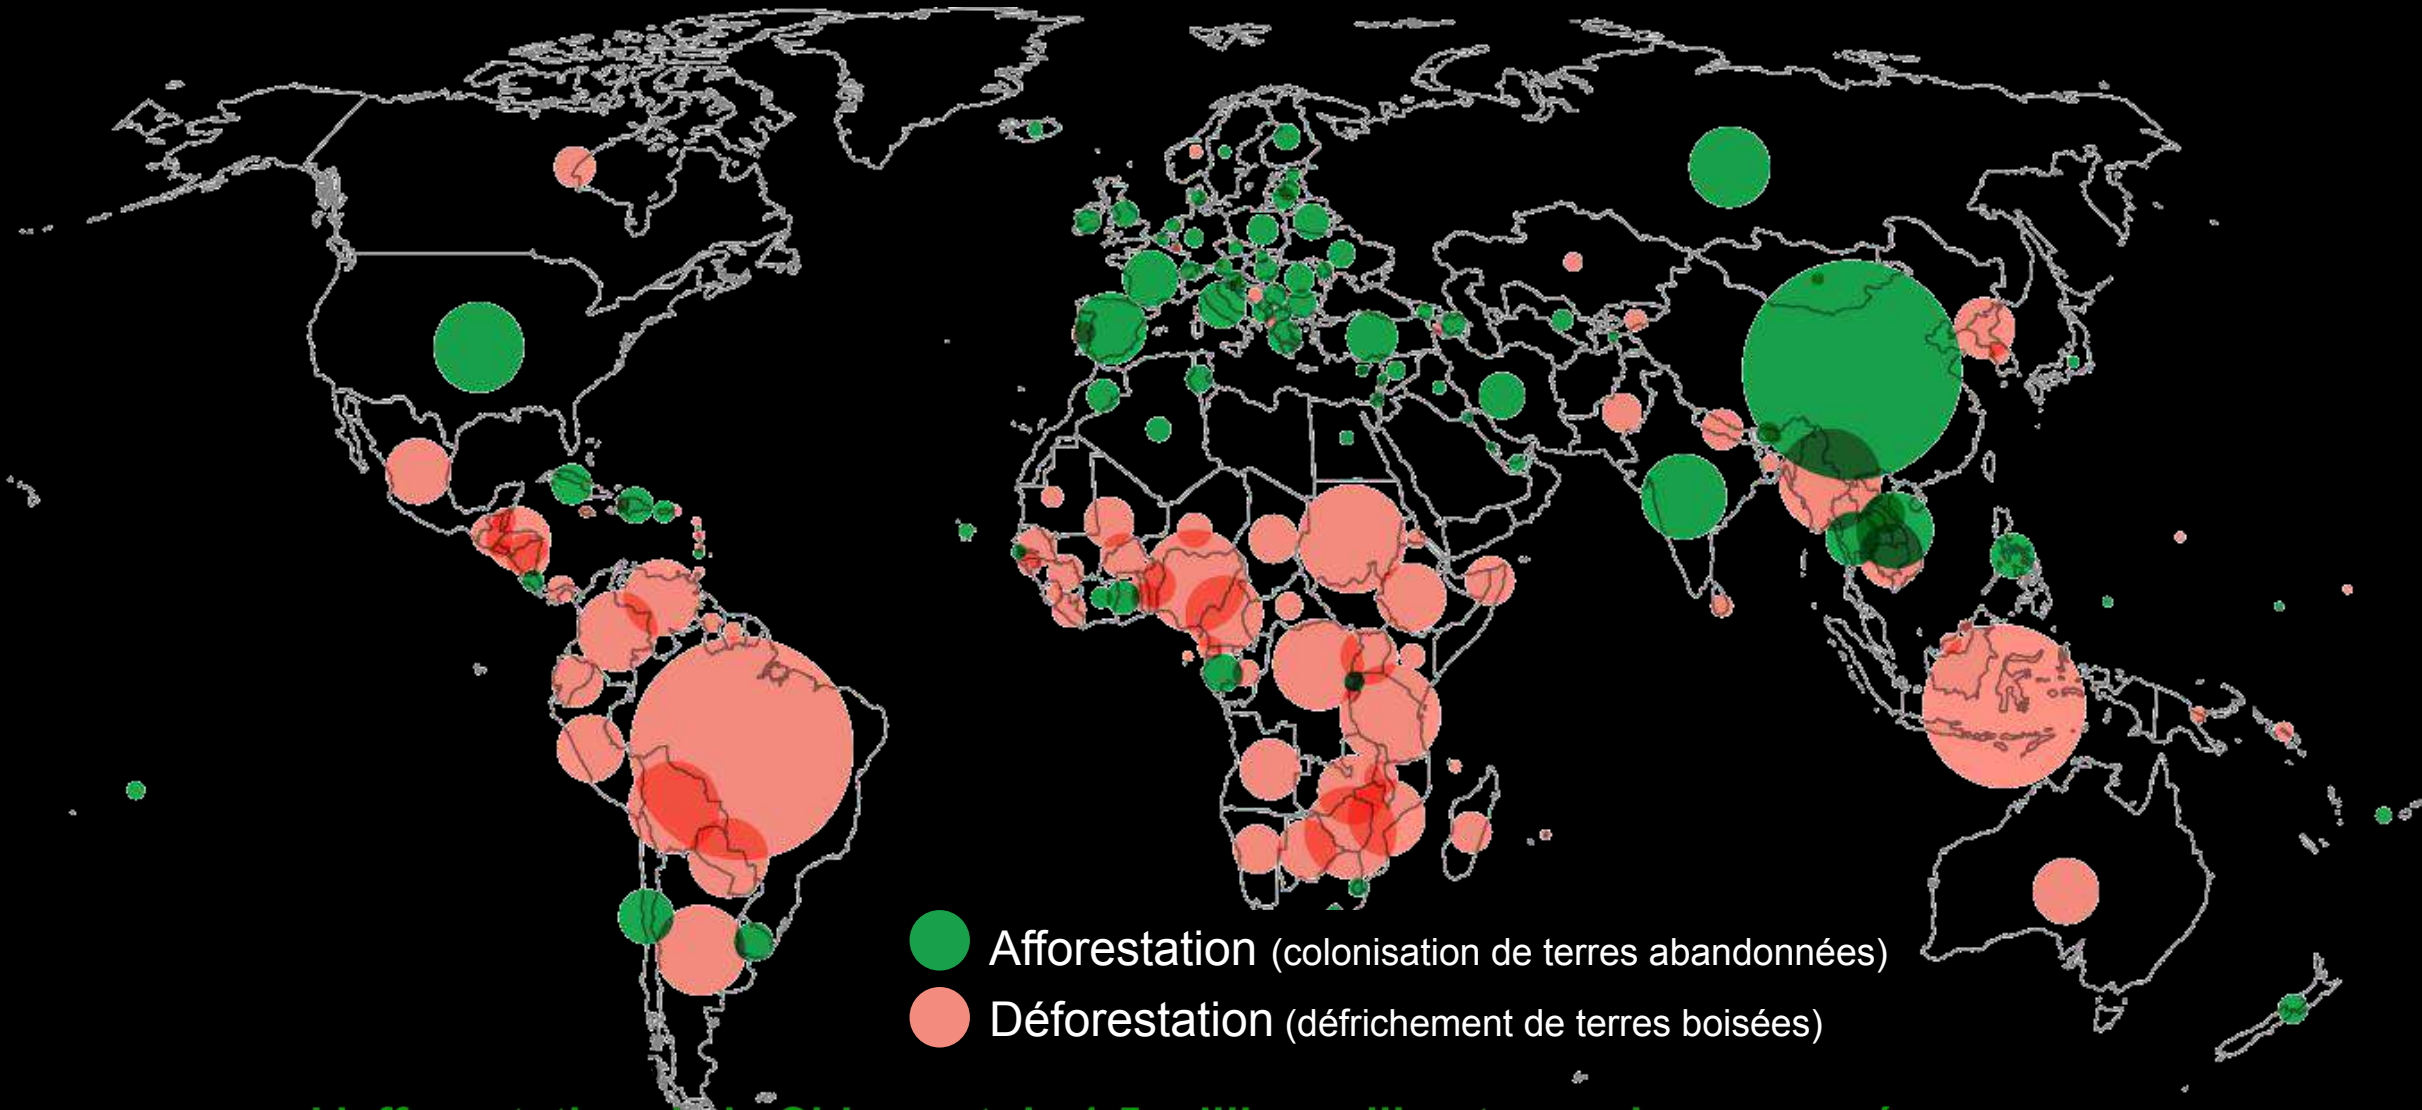 Afforestation (colonisation de terres abandonnées)
Déforestation (défrichement de terres boisées)